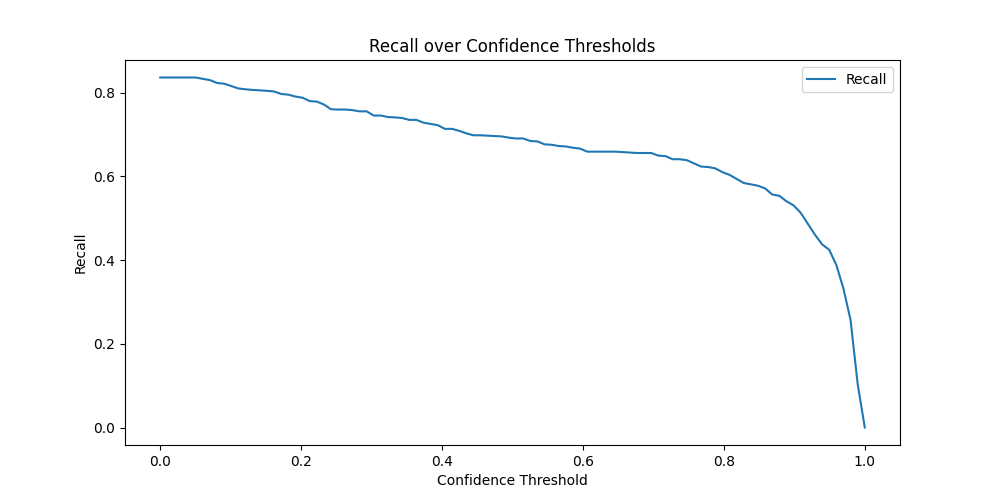 Recall over Confidence Thresholds
Recall
0.8
0.6
0.4
0.2
0.0
Recall
0.0 0.2 0.4 0.6 0.8 1.0
Confidence Threshold